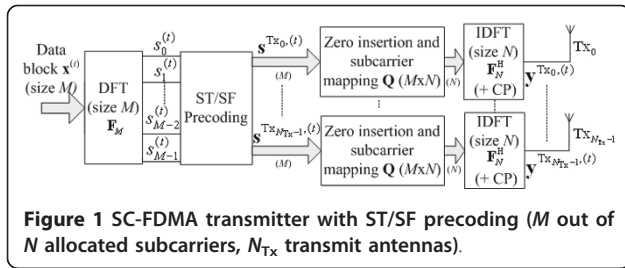 Data
block x^(t)
(size M)
DFT
(size M)
F_M
s_0^(t)
s_1^(t)
s_{M-2}^(t)
s_{M-1}^(t)
ST/SF
Precoding
s^{Tx_0,(t)}
(M)
s^{Tx_{N_Tx-1},(t)}
(M)
Zero insertion and
subcarrier
mapping Q (MxN)
(N)
Zero insertion and
subcarrier
mapping Q (MxN)
(N)
IDFT
(size N)
F_N^H
(+ CP)
Tx_0
y^{Tx_0,(t)}
IDFT
(size N)
F_N^H
(+ CP)
Tx_{N_Tx-1}
y^{Tx_{N_Tx-1},(t)}
Figure 1 SC-FDMA transmitter with ST/SF precoding (M out of
N allocated subcarriers, N_Tx transmit antennas).